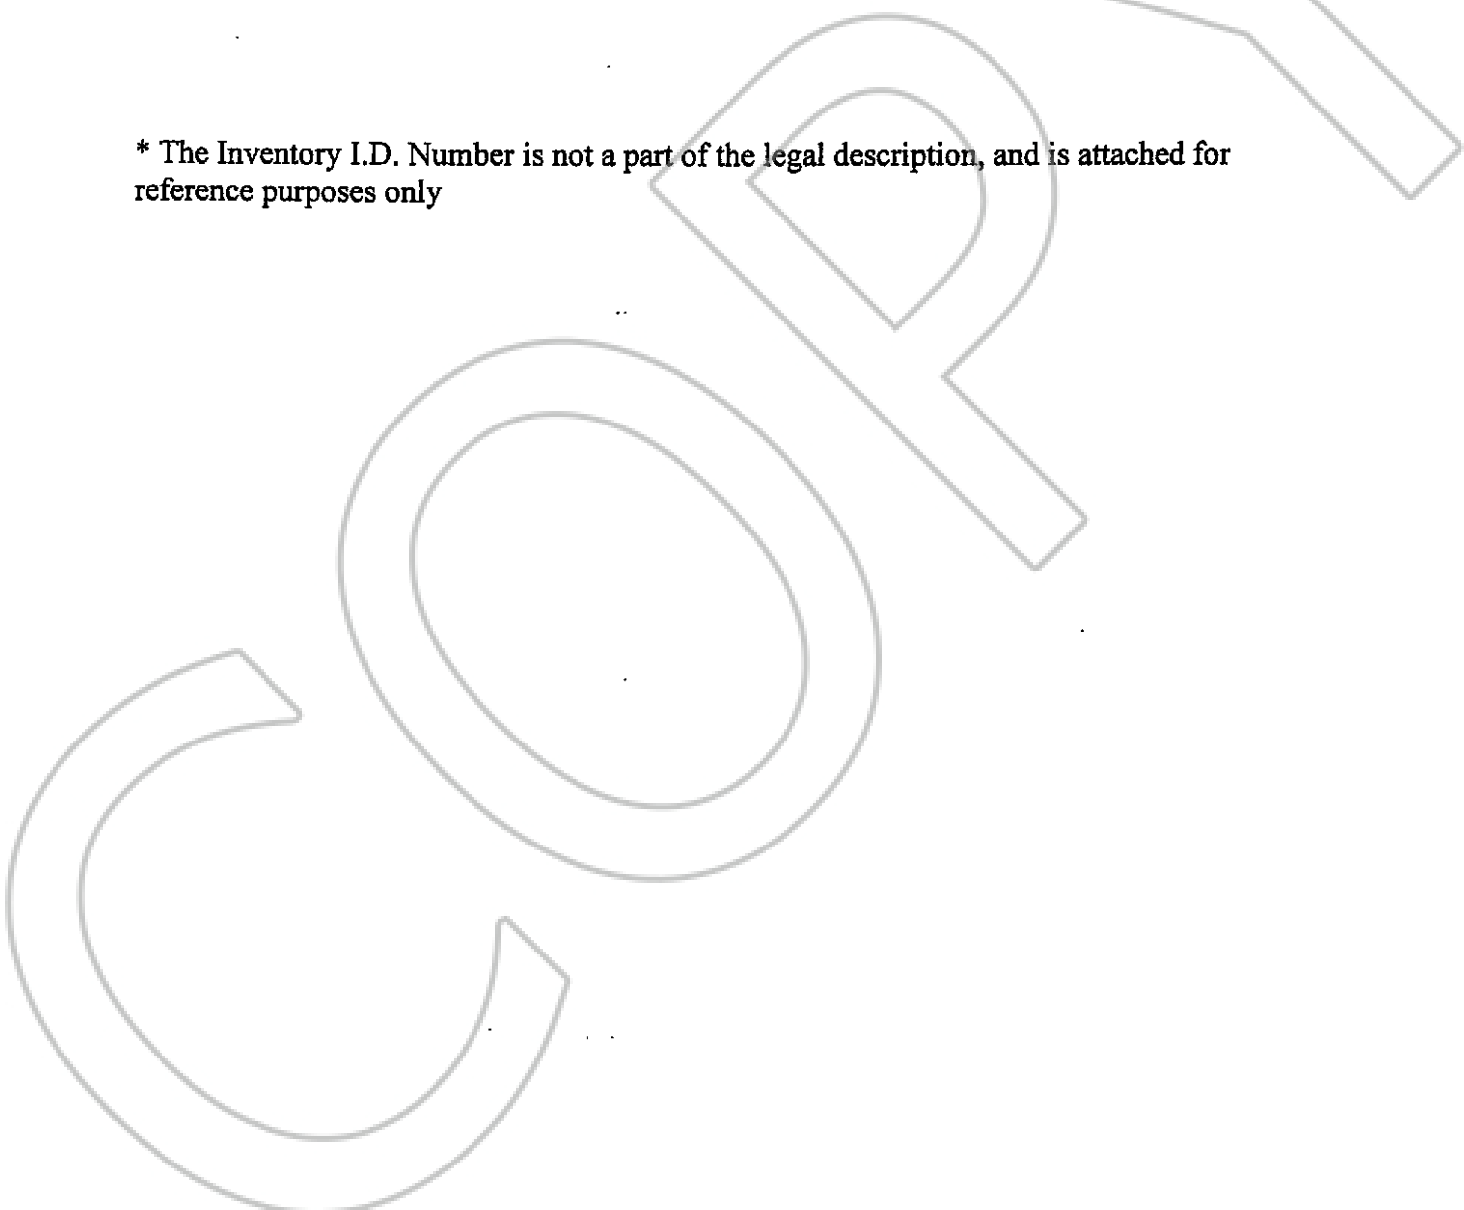 * The Inventory I.D. Number is not a part of the legal description, and is attached for
reference purposes only
COPY